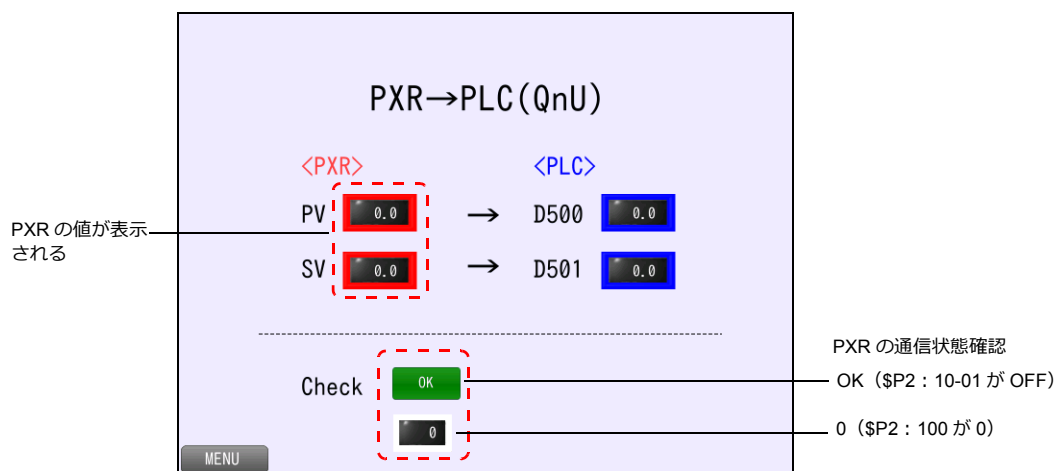 PXR→PLC(QnU)
<PXR>
<PLC>
PV 0.0 → D500 0.0
PXR の値が表示
される
SV 0.0 → D501 0.0
PXR の通信状態確認
Check OK
OK（$P2：10-01 が OFF）
0
0（$P2：100 が 0）
MENU